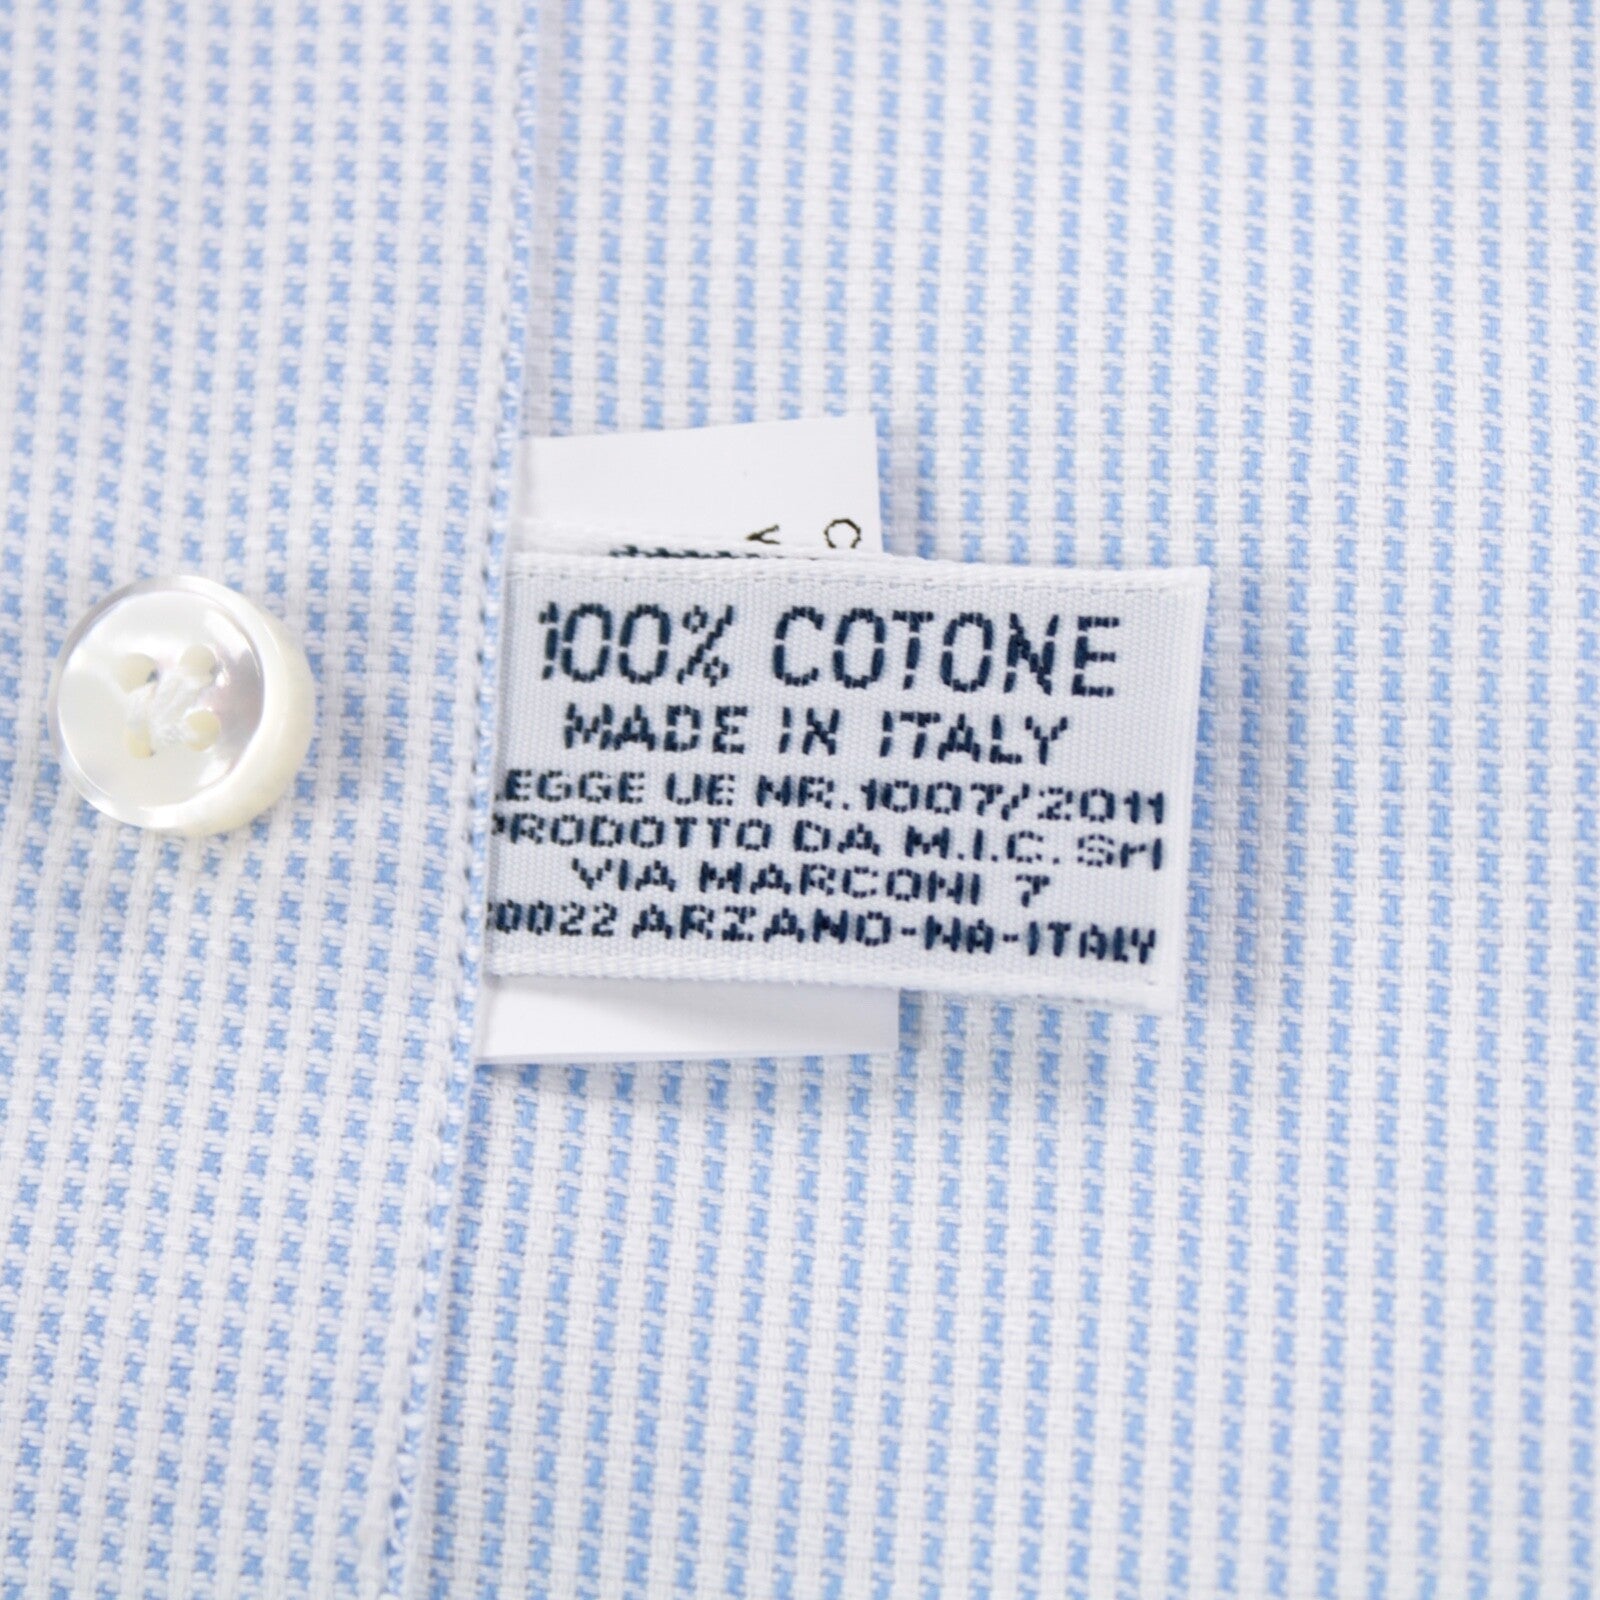 C
Y
100% COTONE
MADE IN ITALY
LEGGE UE NR.1007/2011
PRODOTTO DA M.I.C. Srl
VIA MARCONI 7
80022 ARZANO-NA-ITALY